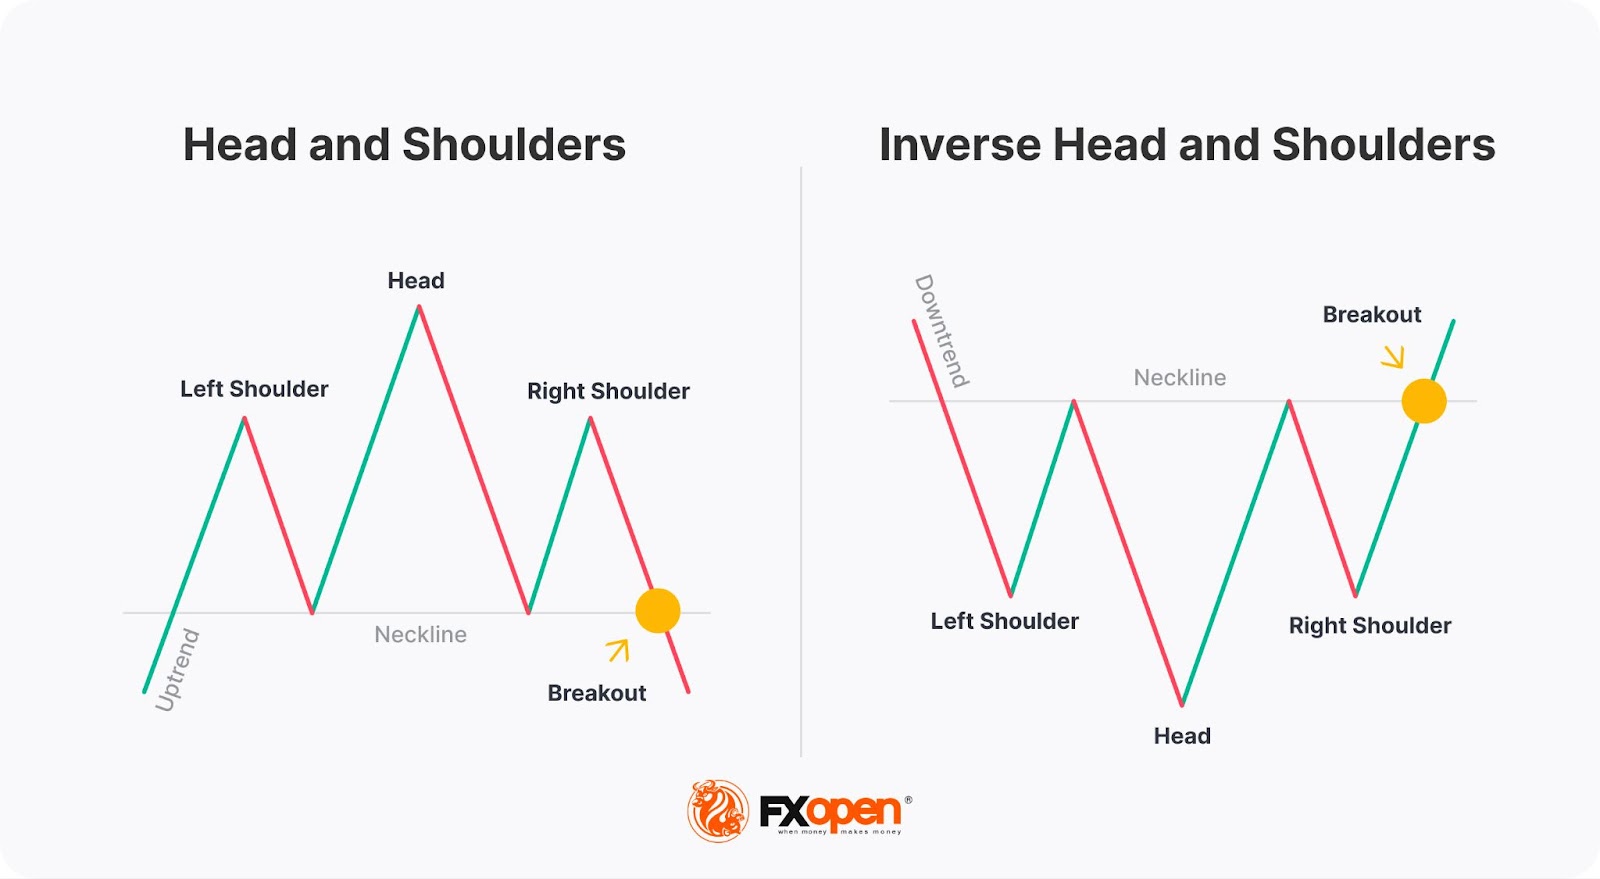 Head and Shoulders
Head
Left Shoulder
Right Shoulder
Neckline
Uptrend
Breakout
Inverse Head and Shoulders
Downtrend
Breakout
Neckline
Left Shoulder
Right Shoulder
Head
FXopen®
when money makes money